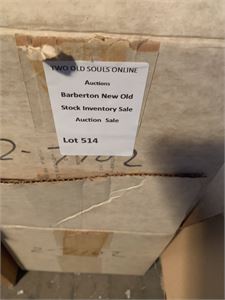 TWO OLD SOULS ONLINE
Auctions
Barberton New Old
Stock Inventory Sale
Auction Sale
Lot 514